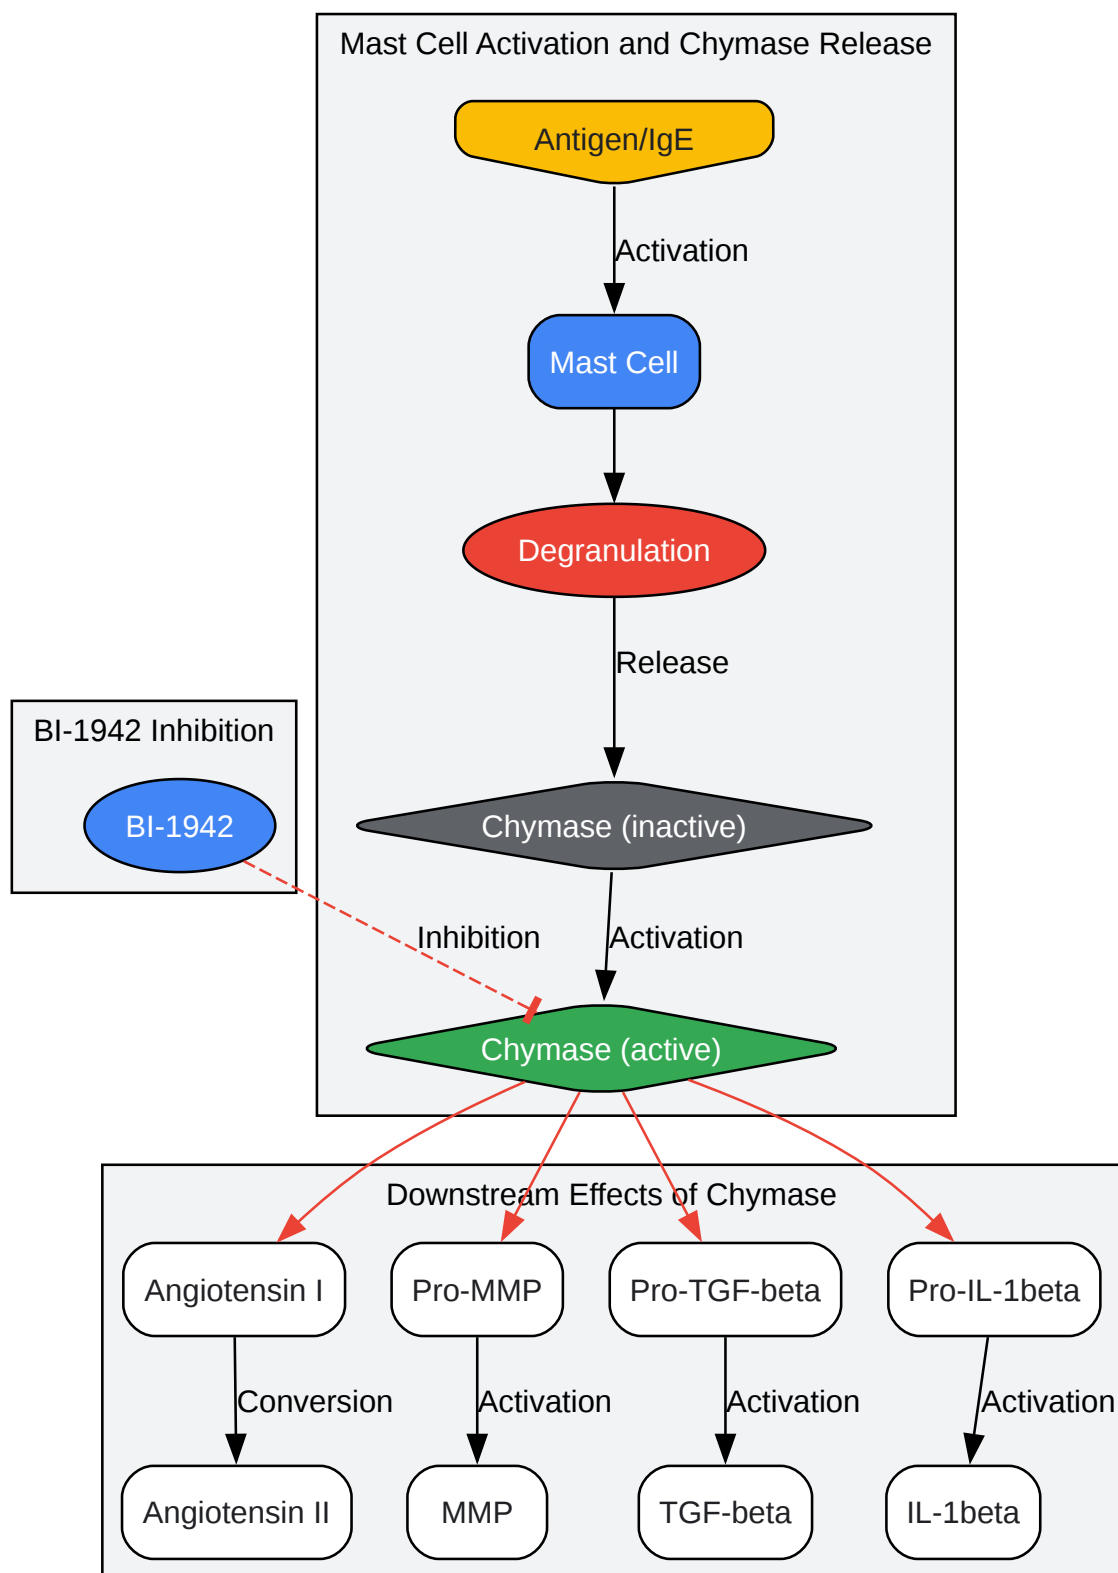 Mast Cell Activation and Chymase Release
Antigen/IgE
Activation
Mast Cell
Degranulation
Release
BI-1942 Inhibition
BI-1942
Chymase (inactive)
Inhibition
Activation
Chymase (active)
Downstream Effects of Chymase
Angiotensin I
Pro-MMP
Pro-TGF-beta
Pro-IL-1beta
Conversion
Activation
Activation
Activation
Angiotensin II
MMP
TGF-beta
IL-1beta